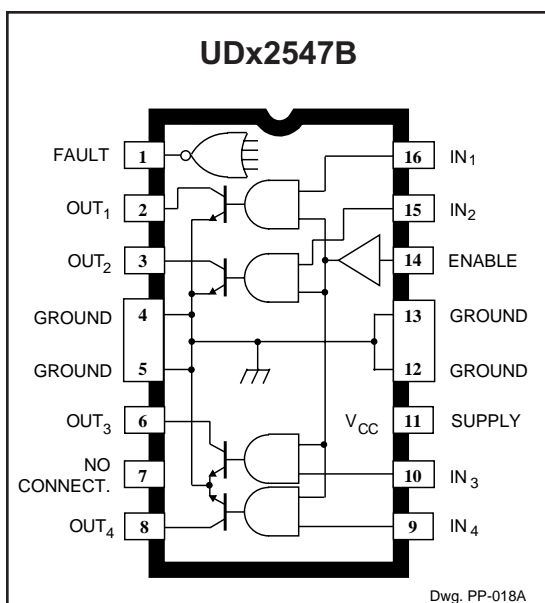 UDx2547B
FAULT 1 16 IN1
OUT1 2 15 IN2
OUT2 3 14 ENABLE
GROUND 4 13 GROUND
GROUND 5 12 GROUND
OUT3 6 VCC 11 SUPPLY
NO
CONNECT. 7 10 IN3
OUT4 8 9 IN4
Dwg. PP-018A